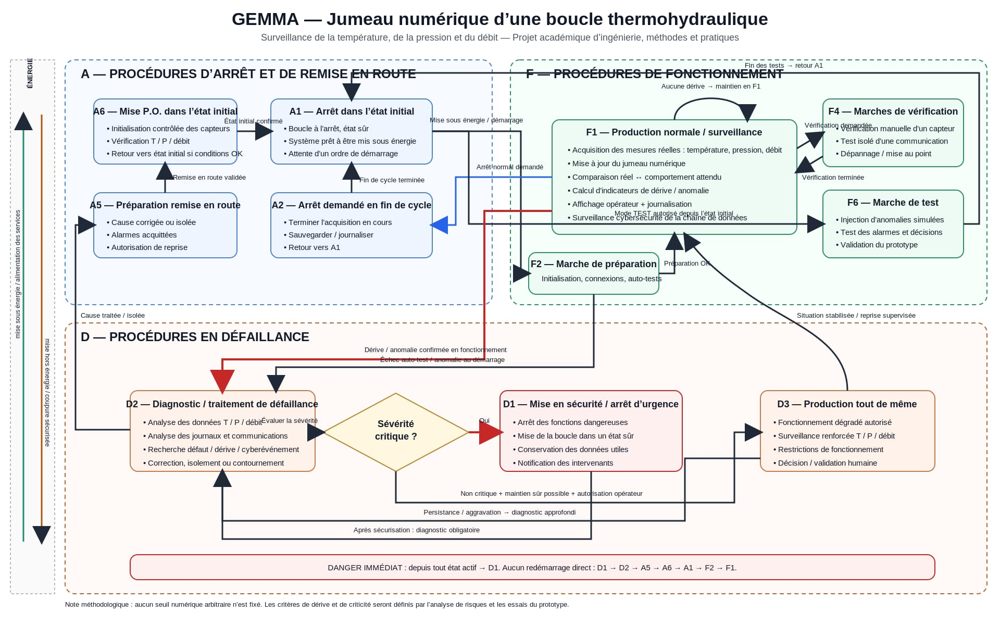 GEMMA — Jumeau numérique d’une boucle thermohydraulique
Surveillance de la température, de la pression et du débit — Projet académique d’ingénierie, méthodes et pratiques
ÉNERGIE
mise sous énergie / alimentation des services
mise hors énergie / coupure sécurisée
A — PROCÉDURES D’ARRÊT ET DE REMISE EN ROUTE
A6 — Mise P.O. dans l’état initial
• Initialisation contrôlée des capteurs
• Vérification T / P / débit
• Retour vers état initial si conditions OK
État initial confirmé
A1 — Arrêt dans l’état initial
• Boucle à l’arrêt, état sûr
• Système prêt à être mis sous énergie
• Attente d’un ordre de démarrage
Mise sous énergie / démarrage
Remise en route validée
Fin de cycle terminée
Arrêt normal demandé
A5 — Préparation remise en route
• Cause corrigée ou isolée
• Alarmes acquittées
• Autorisation de reprise
A2 — Arrêt demandé en fin de cycle
• Terminer l’acquisition en cours
• Sauvegarder / journaliser
• Retour vers A1
F — PROCÉDURES DE FONCTIONNEMENT
Fin des tests → retour A1
Aucune dérive → maintien en F1
F1 — Production normale / surveillance
• Acquisition des mesures réelles : température, pression, débit
• Mise à jour du jumeau numérique
• Comparaison réel ↔ comportement attendu
• Calcul d’indicateurs de dérive / anomalie
• Affichage opérateur + journalisation
Mode TEST autorisé depuis l’état initial
• Surveillance cybersécurité de la chaîne de données
F4 — Marches de vérification
Vérification demandée
• Vérification manuelle d’un capteur
• Test isolé d’une communication
• Dépannage / mise au point
Vérification terminée
F6 — Marche de test
• Injection d’anomalies simulées
• Test des alarmes et décisions
• Validation du prototype
F2 — Marche de préparation
Initialisation, connexions, auto-tests
Préparation OK
Cause traitée / isolée
Situation stabilisée / reprise supervisée
D — PROCÉDURES EN DÉFAILLANCE
Dérive / anomalie confirmée en fonctionnement
Échec auto-test / anomalie au démarrage
D2 — Diagnostic / traitement de défaillance
• Analyse des données T / P / débit
• Analyse des journaux et communications
• Recherche défaut / dérive / cyberévénement
• Correction, isolement ou contournement
Évaluer la sévérité
Sévérité
critique ?
Oui
D1 — Mise en sécurité / arrêt d’urgence
• Arrêt des fonctions dangereuses
• Mise de la boucle dans un état sûr
• Conservation des données utiles
• Notification des intervenants
D3 — Production tout de même
• Fonctionnement dégradé autorisé
• Surveillance renforcée T / P / débit
• Restrictions de fonctionnement
• Décision / validation humaine
Non critique + maintien sûr possible + autorisation opérateur
Persistance / aggravation → diagnostic approfondi
Après sécurisation : diagnostic obligatoire
DANGER IMMÉDIAT : depuis tout état actif → D1. Aucun redémarrage direct : D1 → D2 → A5 → A6 → A1 → F2 → F1.
Note méthodologique : aucun seuil numérique arbitraire n’est fixé. Les critères de dérive et de criticité seront définis par l’analyse de risques et les essais du prototype.